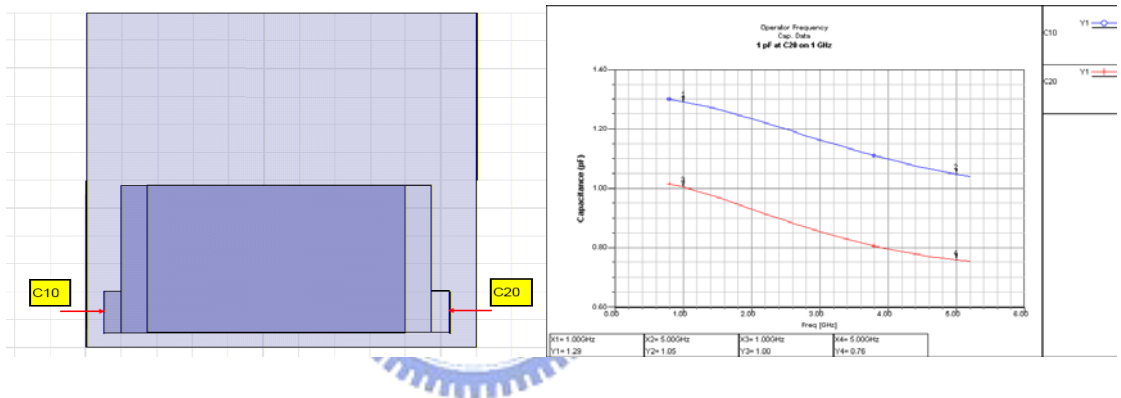 C10
C20
Operator Frequency
Cap. Data
1 pF at C20 on 1 GHz
Y1
C10
Y1
C20
1.40
1.20
1.00
0.80
0.60
Capacitance (pF)
0.00 1.00 2.00 3.00 4.00 5.00 6.00
Freq [GHz]
X1= 1.00GHz X2= 5.00GHz X3= 1.00GHz X4= 5.00GHz
Y1= 1.29 Y2= 1.05 Y3= 1.00 Y4= 0.76